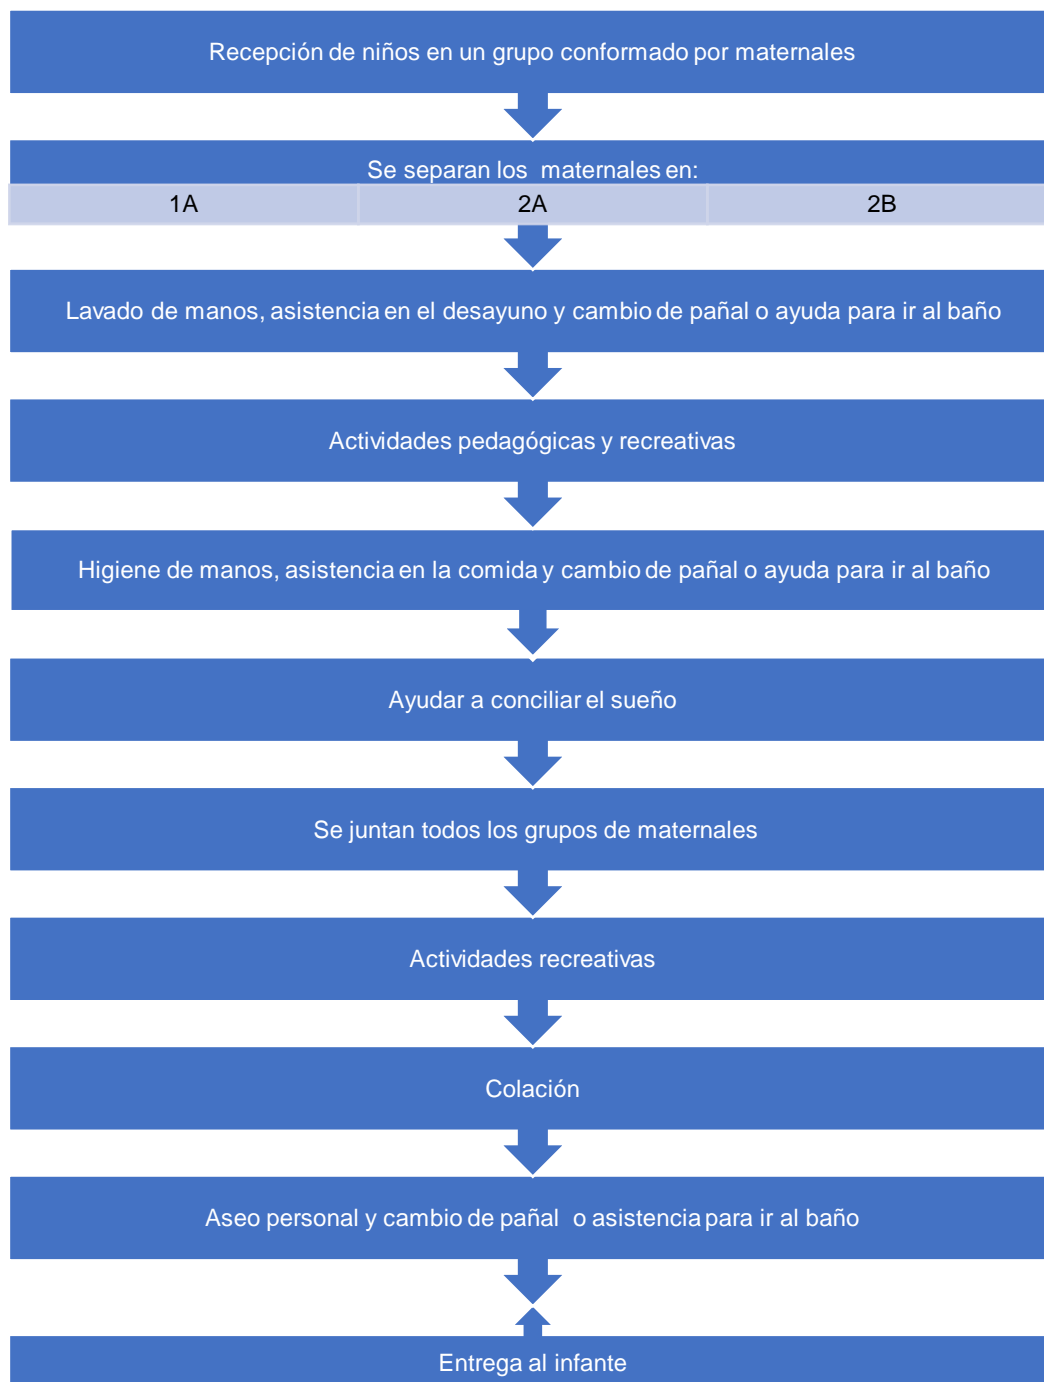 Recepción de niños en un grupo conformado por maternales
Se separan los maternales en:
1A 2A 2B
Lavado de manos, asistencia en el desayuno y cambio de pañal o ayuda para ir al baño
Actividades pedagógicas y recreativas
Higiene de manos, asistencia en la comida y cambio de pañal o ayuda para ir al baño
Ayudar a conciliar el sueño
Se juntan todos los grupos de maternales
Actividades recreativas
Colación
Aseo personal y cambio de pañal o asistencia para ir al baño
Entrega al infante